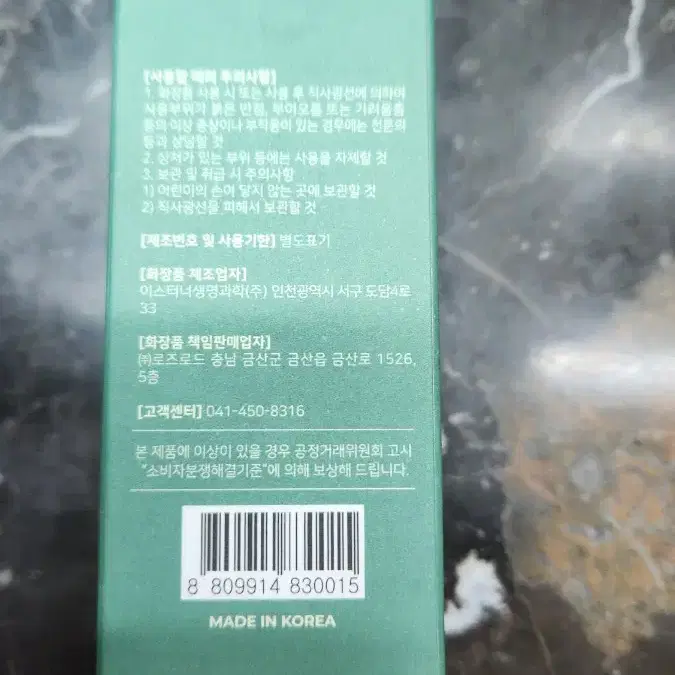 [사용할 때의 주의사항]
1. 화장품 사용 시 또는 사용 후 직사광선에 의하여
사용부위가 붉은 반점, 부어오름 또는 가려움증
등의 이상 증상이나 부작용이 있는 경우에는 전문의
등과 상담할 것
2. 상처가 있는 부위 등에는 사용을 자제할 것
3. 보관 및 취급 시 주의사항
1) 어린이의 손이 닿지 않는 곳에 보관할 것
2) 직사광선을 피해서 보관할 것
[제조번호 및 사용기한] 별도표기
[화장품 제조업자]
이스터너생명과학(주) 인천광역시 서구 도담4로
33
[화장품 책임판매업자]
㈜로즈로드 충남 금산군 금산읍 금산로 1526,
5층
[고객센터] 041-450-8316
본 제품에 이상이 있을 경우 공정거래위원회 고시
"소비자분쟁해결기준"에 의해 보상해 드립니다.
8 809914 830015
MADE IN KOREA